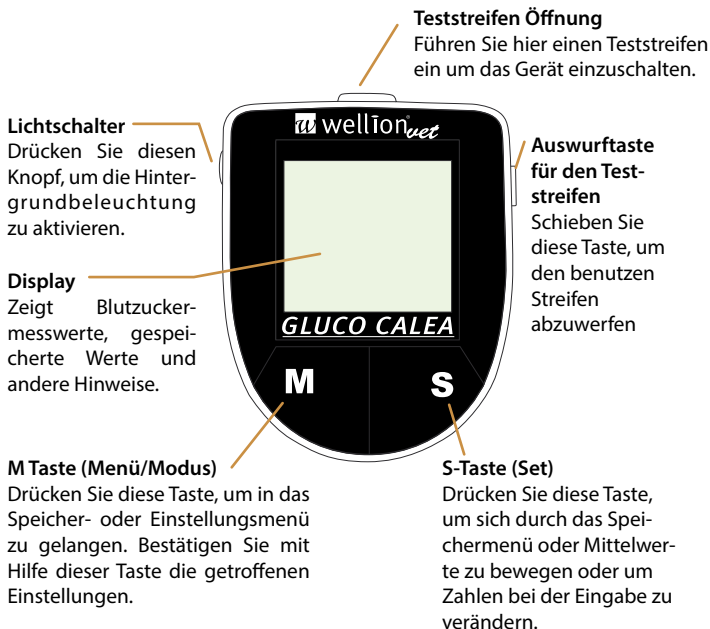 Teststreifen Öffnung
Führen Sie hier einen Teststreifen
ein um das Gerät einzuschalten.
Lichtschalter
Drücken Sie diesen
Knopf, um die Hinter-
grundbeleuchtung
zu aktivieren.
Display
Zeigt Blutzucker-
messwerte, gespei-
cherte Werte und
andere Hinweise.
w wellion vet
GLUCO CALEA
M
S
Auswurftaste
für den Test-
streifen
Schieben Sie
diese Taste, um
den benutzen
Streifen
abzuwerfen
M Taste (Menü/Modus)
Drücken Sie diese Taste, um in das
Speicher- oder Einstellungsmenü
zu gelangen. Bestätigen Sie mit
Hilfe dieser Taste die getroffenen
Einstellungen.
S-Taste (Set)
Drücken Sie diese Taste,
um sich durch das Spei-
chermenü oder Mittelwer-
te zu bewegen oder um
Zahlen bei der Eingabe zu
verändern.